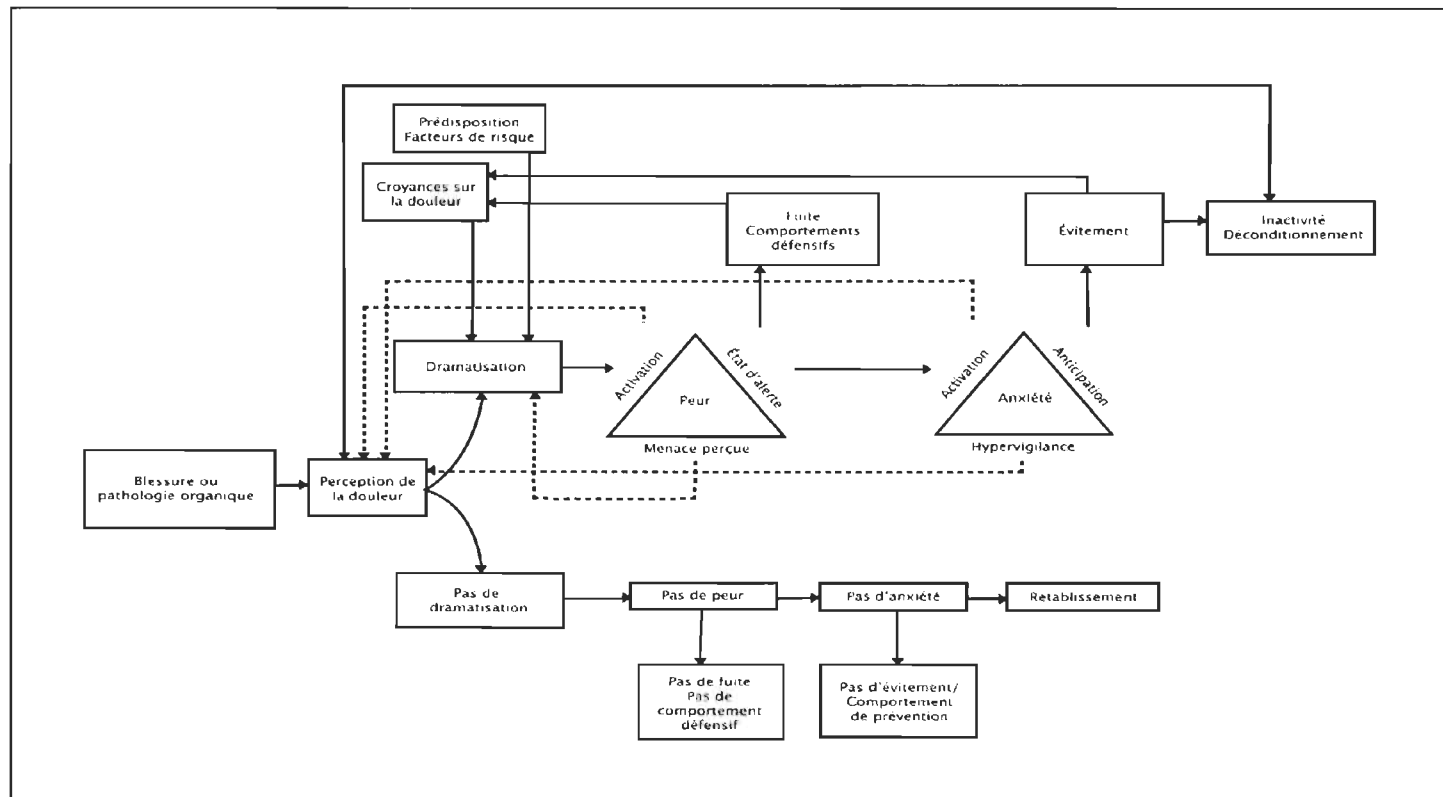 Prédisposition
Facteurs de risque
Croyances sur
la douleur
Fuite
Comportements
défensifs
Évitement
Inactivité
Déconditionnement
Dramatisation
Activation
État d'alerte
Peur
Menace perçue
Activation
Anticipation
Anxiété
Hypervigilance
Blessure ou
pathologie organique
Perception de
la douleur
Pas de
dramatisation
Pas de peur
Pas d'anxiété
Rétablissement
Pas de fuite
Pas de
comportement
défensif
Pas d'évitement/
Comportement
de prévention